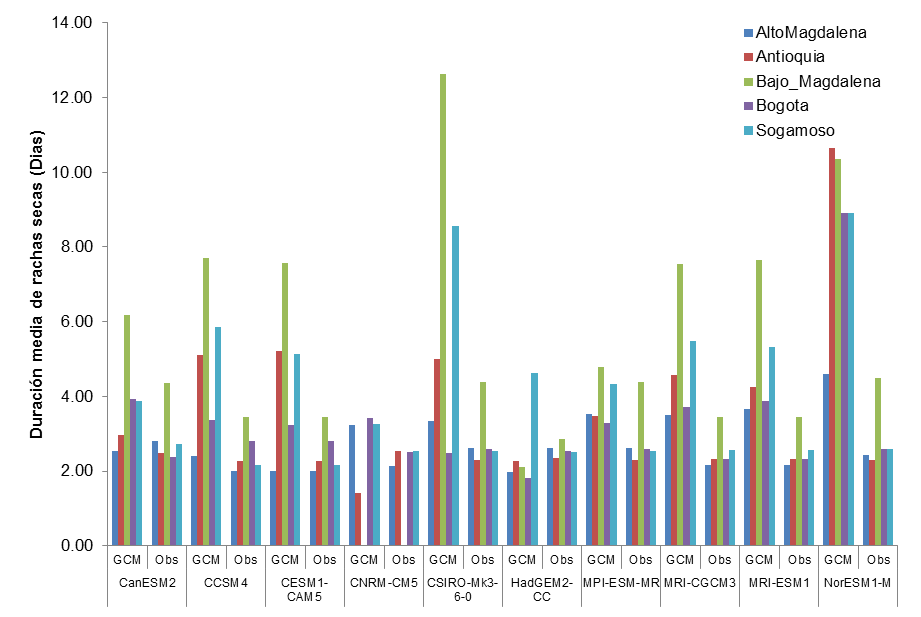 14.00
12.00
10.00
8.00
6.00
4.00
2.00
0.00
Duración media de rachas secas (Dias)
AltoMagdalena
Antioquia
Bajo_Magdalena
Bogota
Sogamoso
GCM Obs GCM Obs GCM Obs GCM Obs GCM Obs GCM Obs GCM Obs GCM Obs GCM Obs GCM Obs
CanESM2 CCSM4 CESM1- CNRM-CM5 CSIRO-Mk3- HadGEM2- MPI-ESM-MR MRI-CGCM3 MRI-ESM1 NorESM1-M
CAM5 6-0 CC